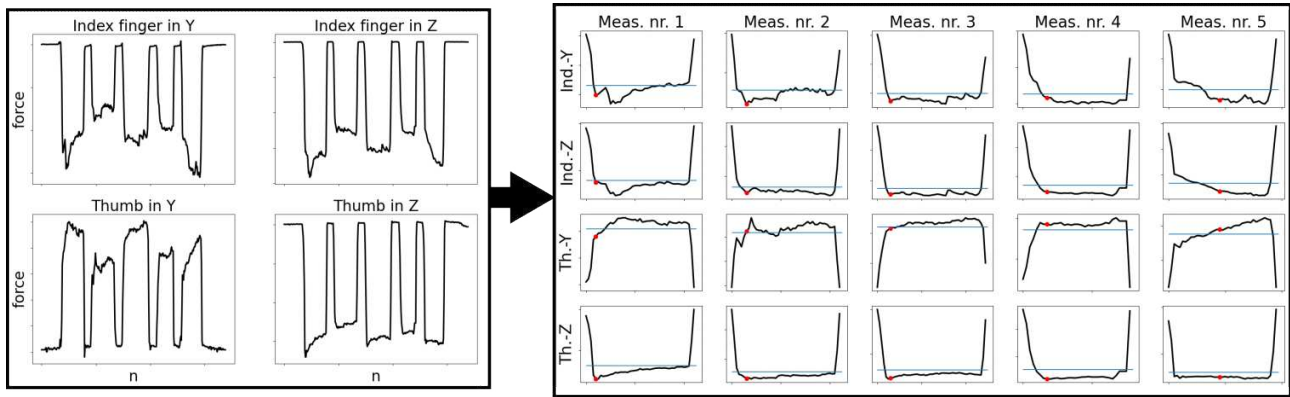 Index finger in Y
Index finger in Z
force
Thumb in Y
Thumb in Z
force
n
n
Meas. nr. 1
Meas. nr. 2
Meas. nr. 3
Meas. nr. 4
Meas. nr. 5
Ind.-Y
Ind.-Z
Th.-Y
Th.-Z